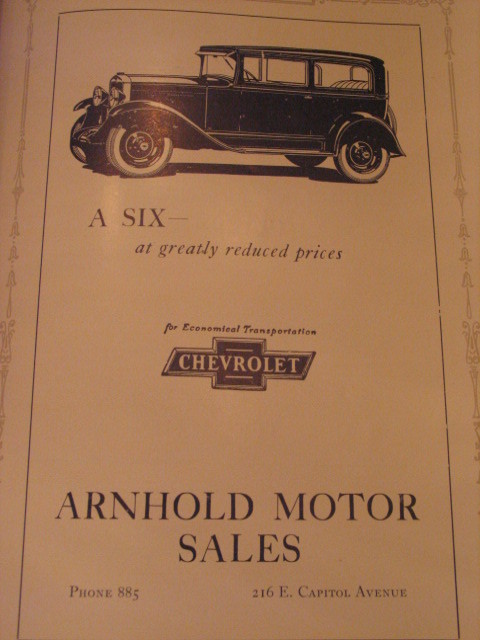 A SIX—
at greatly reduced prices
for Economical Transportation
CHEVROLET
ARNHOLD MOTOR
SALES
PHONE 885 216 E. CAPITOL AVENUE